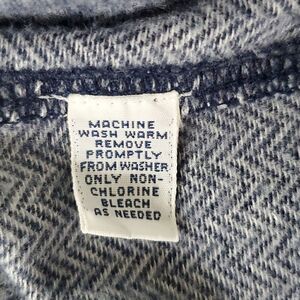 MACHINE
WASH WARM
REMOVE
PROMPTLY
FROM WASHER
ONLY NON-
CHLORINE
BLEACH
AS NEEDED